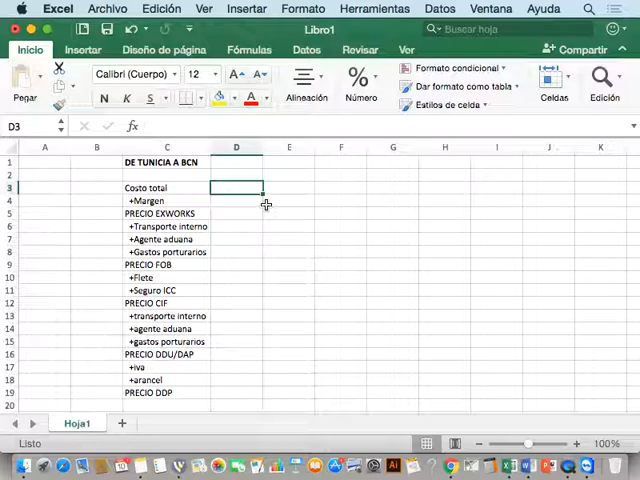 Excel Archivo Edición Ver Insertar Formato Datos Ventana Ayuda
Libro1
Buscar hoja
Inicio Insertar Diseño de página Fórmulas Datos Revisar Ver Compartir
Calibri (Cuerpo) 12 A A
Formato condicional
Dar formato como tabla
Estilos de celda
N K S A
Pegar Alineación Número Celdas Edición
D3 fx
A B C D E F G H I J K
1 DE TUNICIA A BCN
2
3 Costo total
4 +Margen
5 PRECIO EXWORKS
6 +Transporte interno
7 +Agente aduana
8 +Gastos porturarios
9 PRECIO FOB
10 +Flete
11 +Seguro ICC
12 PRECIO CIF
13 +transporte interno
14 +agente aduana
15 +gastos porturarios
16 PRECIO DDU/DAP
17 +iva
18 +arancel
19 PRECIO DDP
20
Hoja1
Listo 100%